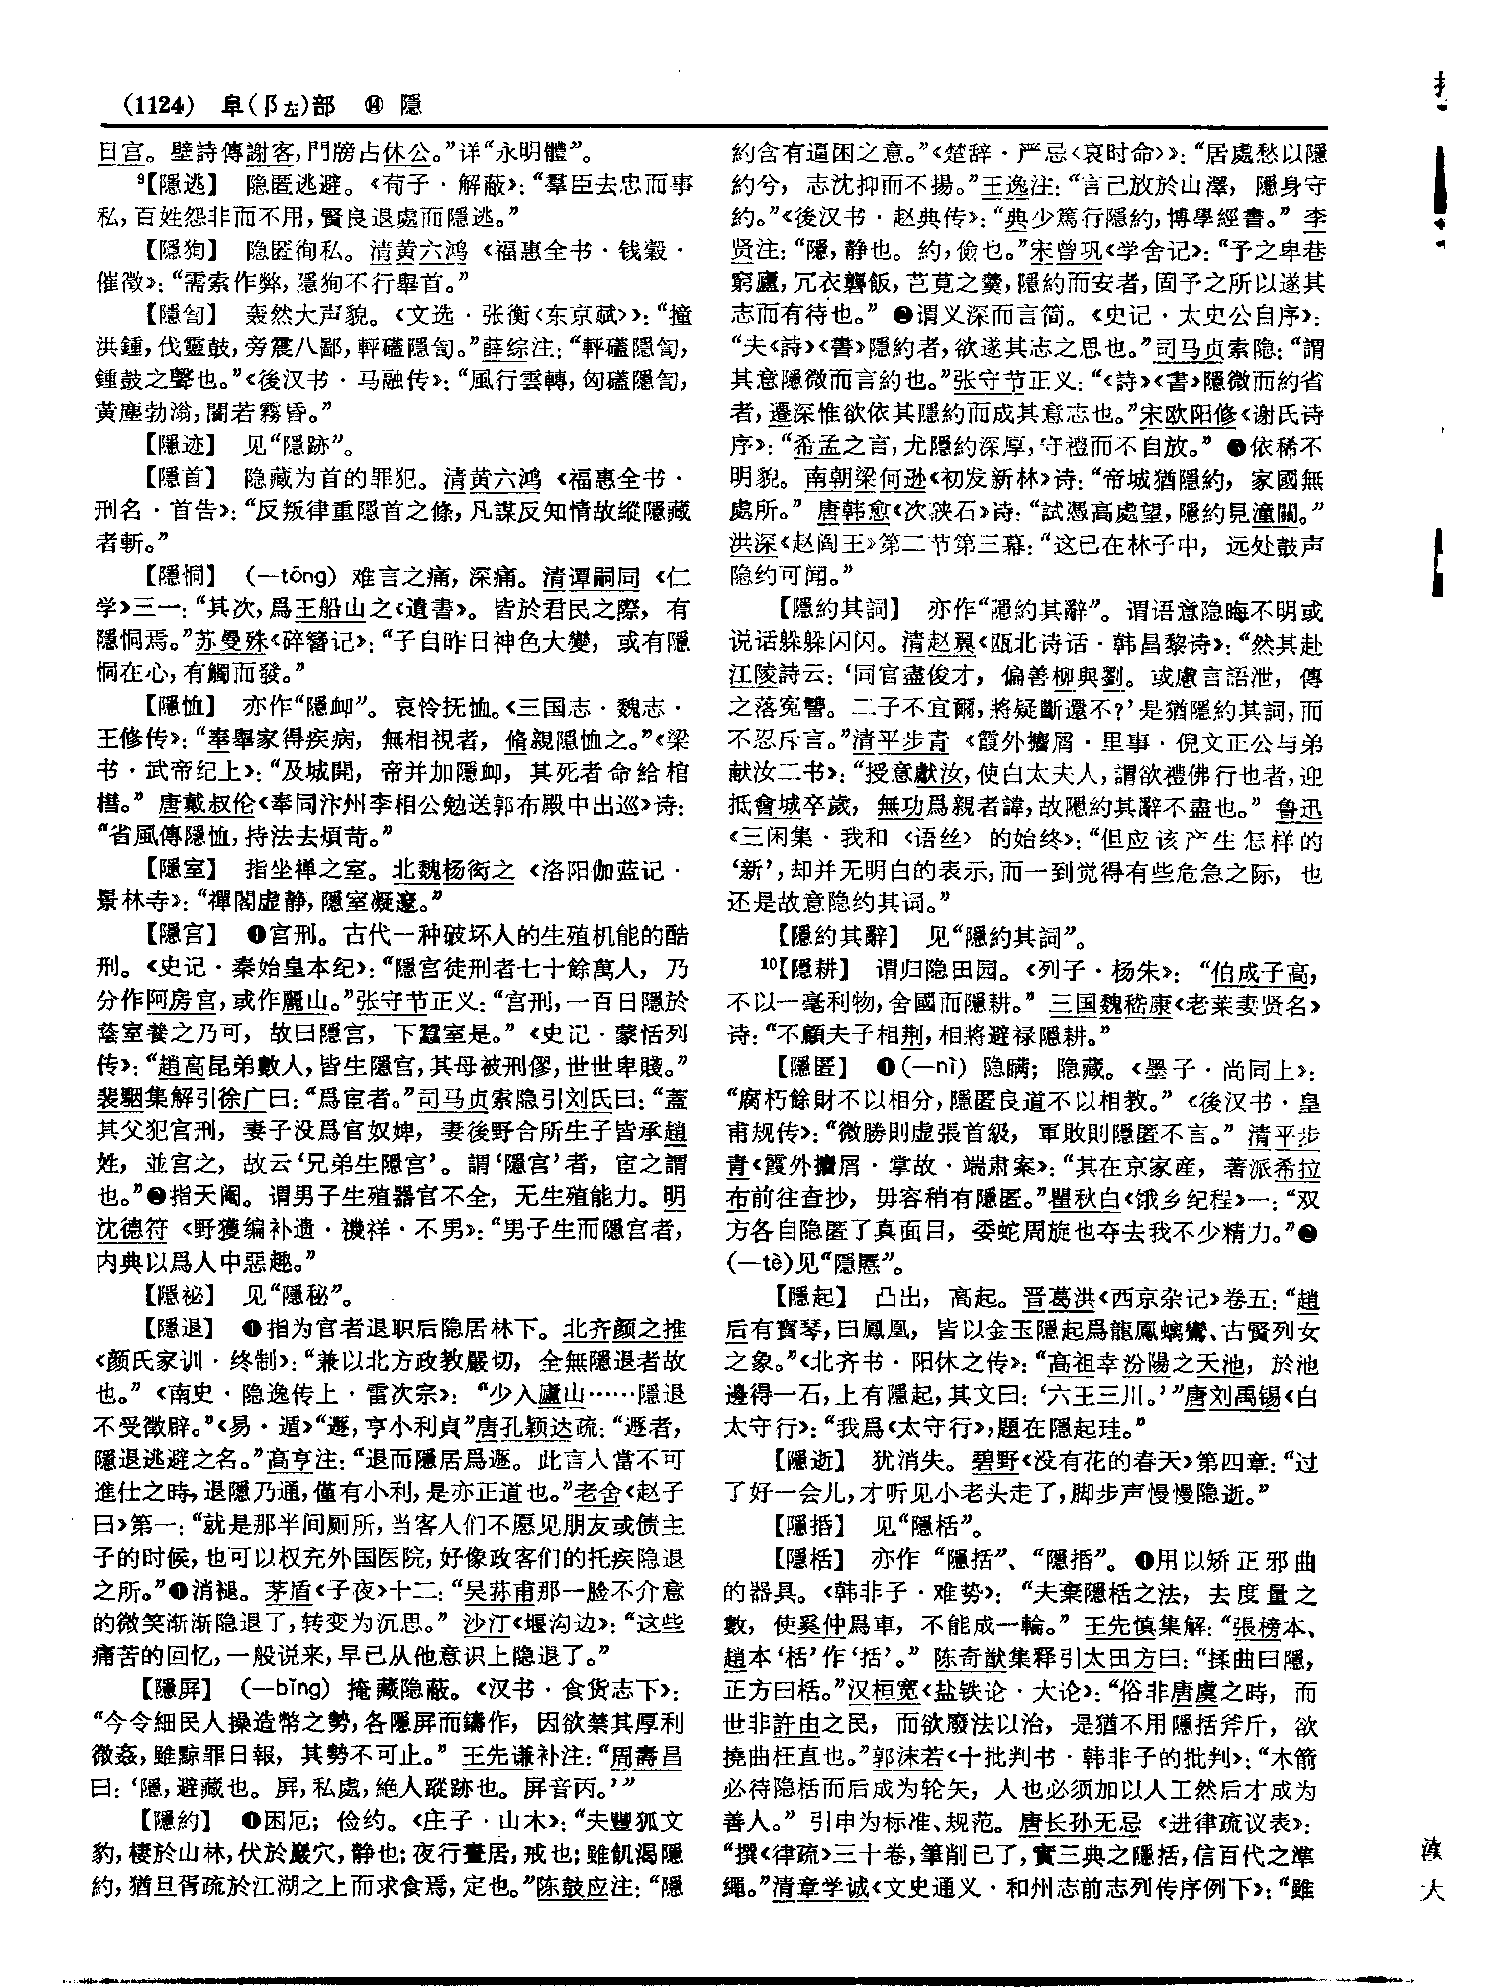 (1124) 阜(阝左)部 ⑭ 隱
日宫。壁詩傳謝客,門牓占休公。”详“永明體”。
⁹【隱逃】 隐匿逃避。《荀子·解蔽》:“羣臣去忠而事
私,百姓怨非而不用,賢良退處而隱逃。”
【隱狥】 隐匿徇私。清黄六鸿《福惠全书·钱穀·
催徵》:“需索作弊,隱狥不行舉首。”
【隱訇】 轰然大声貌。《文选·张衡〈东京赋〉》:“撞
洪鍾,伐靈鼓,旁震八鄙,軯礚隱訇。”薛综注:“軯礚隱訇,
鍾鼓之聲也。”《後汉书·马融传》:“風行雲轉,匈礚隱訇,
黃塵勃滃,闇若霧昏。”
【隱迹】 见“隱跡”。
【隱首】 隐藏为首的罪犯。清黄六鸿《福惠全书·
刑名·首告》:“反叛律重隱首之條,凡謀反知情故縱隱藏
者斬。”
【隱恫】 (—tōng) 难言之痛,深痛。清谭嗣同《仁
学》三一:“其次,爲王船山之《遺書》。皆於君民之際,有
隱恫焉。”苏曼殊《碎簪记》:“子自昨日神色大變,或有隱
恫在心,有觸而發。”
【隱恤】 亦作“隱卹”。哀怜抚恤。《三国志·魏志·
王修传》:“奉舉家得疾病,無相視者,脩親隱恤之。”《梁
书·武帝纪上》:“及城開,帝并加隱卹,其死者命給棺
槥。”唐戴叔伦《奉同汴州李相公勉送郭布殿中出巡》诗:
“省風傳隱恤,持法去煩苛。”
【隱室】 指坐禅之室。北魏杨衒之《洛阳伽蓝记·
景林寺》:“禪閣虚静,隱室凝邃。”
【隱宫】 ❶宫刑。古代一种破坏人的生殖机能的酷
刑。《史记·秦始皇本纪》:“隱宫徒刑者七十餘萬人,乃
分作阿房宫,或作麗山。”张守节正义:“宫刑,一百日隱於
蔭室養之乃可,故曰隱宫,下蠶室是。”《史记·蒙恬列
传》:“趙高昆弟數人,皆生隱宫,其母被刑僇,世世卑賤。”
裴駰集解引徐广曰:“爲宦者。”司马贞索隐引刘氏曰:“蓋
其父犯宫刑,妻子没爲官奴婢,妻後野合所生子皆承趙
姓,並宫之,故云‘兄弟生隱宫’。謂‘隱宫’者,宦之謂
也。”❷指天阉。谓男子生殖器官不全,无生殖能力。明
沈德符《野獲编补遗·禨祥·不男》:“男子生而隱宫者,
内典以爲人中惡趣。”
【隱祕】 见“隱秘”。
【隱退】 ❶指为官者退职后隐居林下。北齐颜之推
《颜氏家训·终制》:“兼以北方政教嚴切,全無隱退者故
也。”《南史·隐逸传上·雷次宗》:“少入廬山……隱退
不受徵辟。”《易·遁》“遯,亨小利貞”唐孔颖达疏:“遯者,
隱退逃避之名。”高亨注:“退而隱居爲遯。此言人當不可
進仕之時,退隱乃通,僅有小利,是亦正道也。”老舍《赵子
曰》第一:“就是那半间厕所,当客人们不愿见朋友或债主
子的时候,也可以权充外国医院,好像政客们的托疾隐退
之所。”❶消褪。茅盾《子夜》十二:“吴荪甫那一脸不介意
的微笑渐渐隐退了,转变为沉思。”沙汀《堰沟边》:“这些
痛苦的回忆,一般说来,早已从他意识上隐退了。”
【隱屏】 (—bǐng) 掩藏隐蔽。《汉书·食货志下》:
“今令細民人操造幣之勢,各隱屏而鑄作,因欲禁其厚利
微姦,雖黥罪日報,其勢不可止。”王先谦补注:“周壽昌
曰:‘隱,避藏也。屏,私處,絶人蹤跡也。屏音丙。’”
【隱約】 ❶困厄;俭约。《庄子·山木》:“夫豐狐文
豹,棲於山林,伏於巖穴,静也;夜行晝居,戒也;雖飢渴隱
約,猶旦胥疏於江湖之上而求食焉,定也。”陈鼓应注:“隱
約含有逼困之意。”《楚辞·严忌〈哀时命〉》:“居處愁以隱
約兮,志沈抑而不揚。”王逸注:“言己放於山澤,隱身守
約。”《後汉书·赵典传》:“典少篤行隱約,博學經書。”李
贤注:“隱,静也。約,儉也。”宋曾巩《学舍记》:“予之卑巷
窮廬,冗衣礱飯,芑莧之羹,隱約而安者,固予之所以遂其
志而有待也。”❷谓义深而言简。《史记·太史公自序》:
“夫《詩》《書》隱約者,欲遂其志之思也。”司马贞索隐:“謂
其意隱微而言約也。”张守节正义:“《詩》《書》隱微而約省
者,遷深惟欲依其隱約而成其意志也。”宋欧阳修《谢氏诗
序》:“希孟之言,尤隱約深厚,守禮而不自放。”❸依稀不
明貌。南朝梁何逊《初发新林》诗:“帝城猶隱約,家國無
處所。”唐韩愈《次硖石》诗:“試憑高處望,隱約見潼關。”
洪深《赵阎王》第二节第三幕:“这已在林子中,远处鼓声
隐约可闻。”
【隱約其詞】 亦作“隱約其辭”。谓语意隐晦不明或
说话躲躲闪闪。清赵翼《瓯北诗话·韩昌黎诗》:“然其赴
江陵詩云:‘同官盡俊才,偏善柳與劉。或慮言語泄,傳
之落冤讐。二子不宜爾,將疑斷還不?’是猶隱約其詞,而
不忍斥言。”清平步青《霞外攟屑·里事·倪文正公与弟
献汝二书》:“授意獻汝,使白太夫人,謂欲禮佛行也者,迎
抵會城卒歲,無功爲親者諱,故隱約其辭不盡也。”鲁迅
《三闲集·我和〈语丝〉的始终》:“但应该产生怎样的
‘新’,却并无明白的表示,而一到觉得有些危急之际,也
还是故意隐约其词。”
【隱約其辭】 见“隱約其詞”。
¹⁰【隱耕】 谓归隐田园。《列子·杨朱》:“伯成子高,
不以一毫利物,舍國而隱耕。”三国魏嵇康《老莱妻贤名》
诗:“不願夫子相荆,相將避禄隱耕。”
【隱匿】 ❶(—nì) 隐瞒;隐藏。《墨子·尚同上》:
“腐朽餘財不以相分,隱匿良道不以相教。”《後汉书·皇
甫规传》:“微勝則虚張首級,軍敗則隱匿不言。”清平步
青《霞外攟屑·掌故·端肃案》:“其在京家産,著派希拉
布前往查抄,毋容稍有隱匿。”瞿秋白《饿乡纪程》一:“双
方各自隐匿了真面目,委蛇周旋也夺去我不少精力。”❷
(—tè)见“隱慝”。
【隱起】 凸出,高起。晋葛洪《西京杂记》卷五:“趙
后有寳琴,曰鳳凰,皆以金玉隱起爲龍鳳螭鸞、古賢列女
之象。”《北齐书·阳休之传》:“高祖幸汾陽之天池,於池
邊得一石,上有隱起,其文曰:‘六王三川。’”唐刘禹锡《白
太守行》:“我爲《太守行》,題在隱起珪。”
【隱逝】 犹消失。碧野《没有花的春天》第四章:“过
了好一会儿,才听见小老头走了,脚步声慢慢隐逝。”
【隱捪】 见“隱栝”。
【隱栝】 亦作“隱括”、“隱捪”。❶用以矫正邪曲
的器具。《韩非子·难势》:“夫棄隱栝之法,去度量之
數,使奚仲爲車,不能成一輪。”王先慎集解:“張榜本、
趙本‘栝’作‘括’。”陈奇猷集释引太田方曰:“揉曲曰隱,
正方曰栝。”汉桓宽《盐铁论·大论》:“俗非唐虞之時,而
世非許由之民,而欲廢法以治,是猶不用隱括斧斤,欲
撓曲枉直也。”郭沫若《十批判书·韩非子的批判》:“木箭
必待隐栝而后成为轮矢,人也必须加以人工然后才成为
善人。”引申为标准、规范。唐长孙无忌《进律疏议表》:
“撰《律疏》三十卷,筆削已了,實三典之隱括,信百代之準
繩。”清章学诚《文史通义·和州志前志列传序例下》:“雖